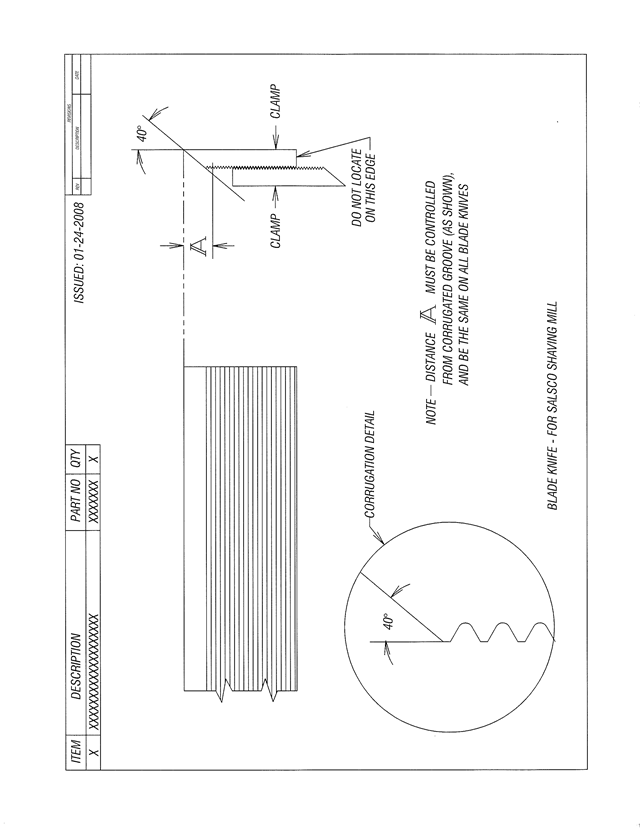 ITEM DESCRIPTION PART NO QTY
X XXXXXXXXXXXXXXXXXXXX XXXXXXX X
ISSUED: 01-24-2008
REVISIONS
REV DESCRIPTION DATE
40°
CLAMP
CLAMP
A
DO NOT LOCATE
ON THIS EDGE
CORRUGATION DETAIL
40°
NOTE — DISTANCE A MUST BE CONTROLLED
FROM CORRUGATED GROOVE (AS SHOWN),
AND BE THE SAME ON ALL BLADE KNIVES
BLADE KNIFE - FOR SALSCO SHAVING MILL